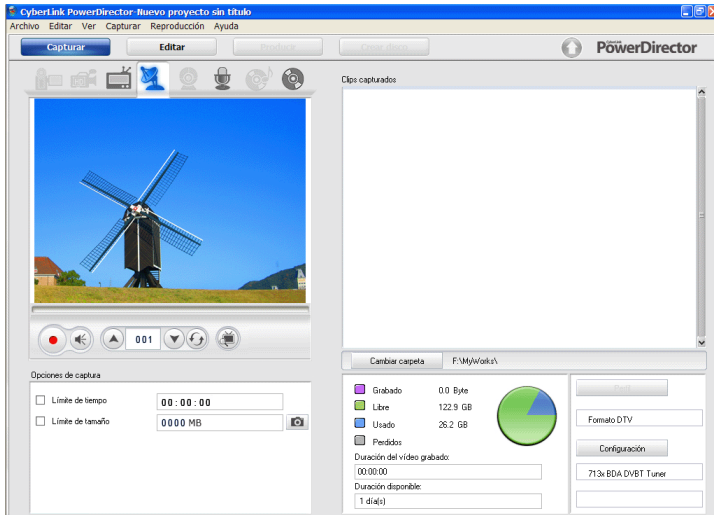 CyberLink PowerDirector-Nuevo proyecto sin título
Archivo Editar Ver Capturar Reproducción Ayuda
Capturar Editar Producir Crear disco
CyberLink
PowerDirector
Clips capturados
001
Cambiar carpeta F:\MyWorks\
Opciones de captura
Límite de tiempo 00:00:00
Límite de tamaño 0000 MB
Grabado 0.0 Byte
Libre 122.9 GB
Usado 26.2 GB
Perdidos
Duración del vídeo grabado:
00:00:00
Duración disponible:
1 día(s)
Perfil
Formato DTV
Configuración
713x BDA DVBT Tuner